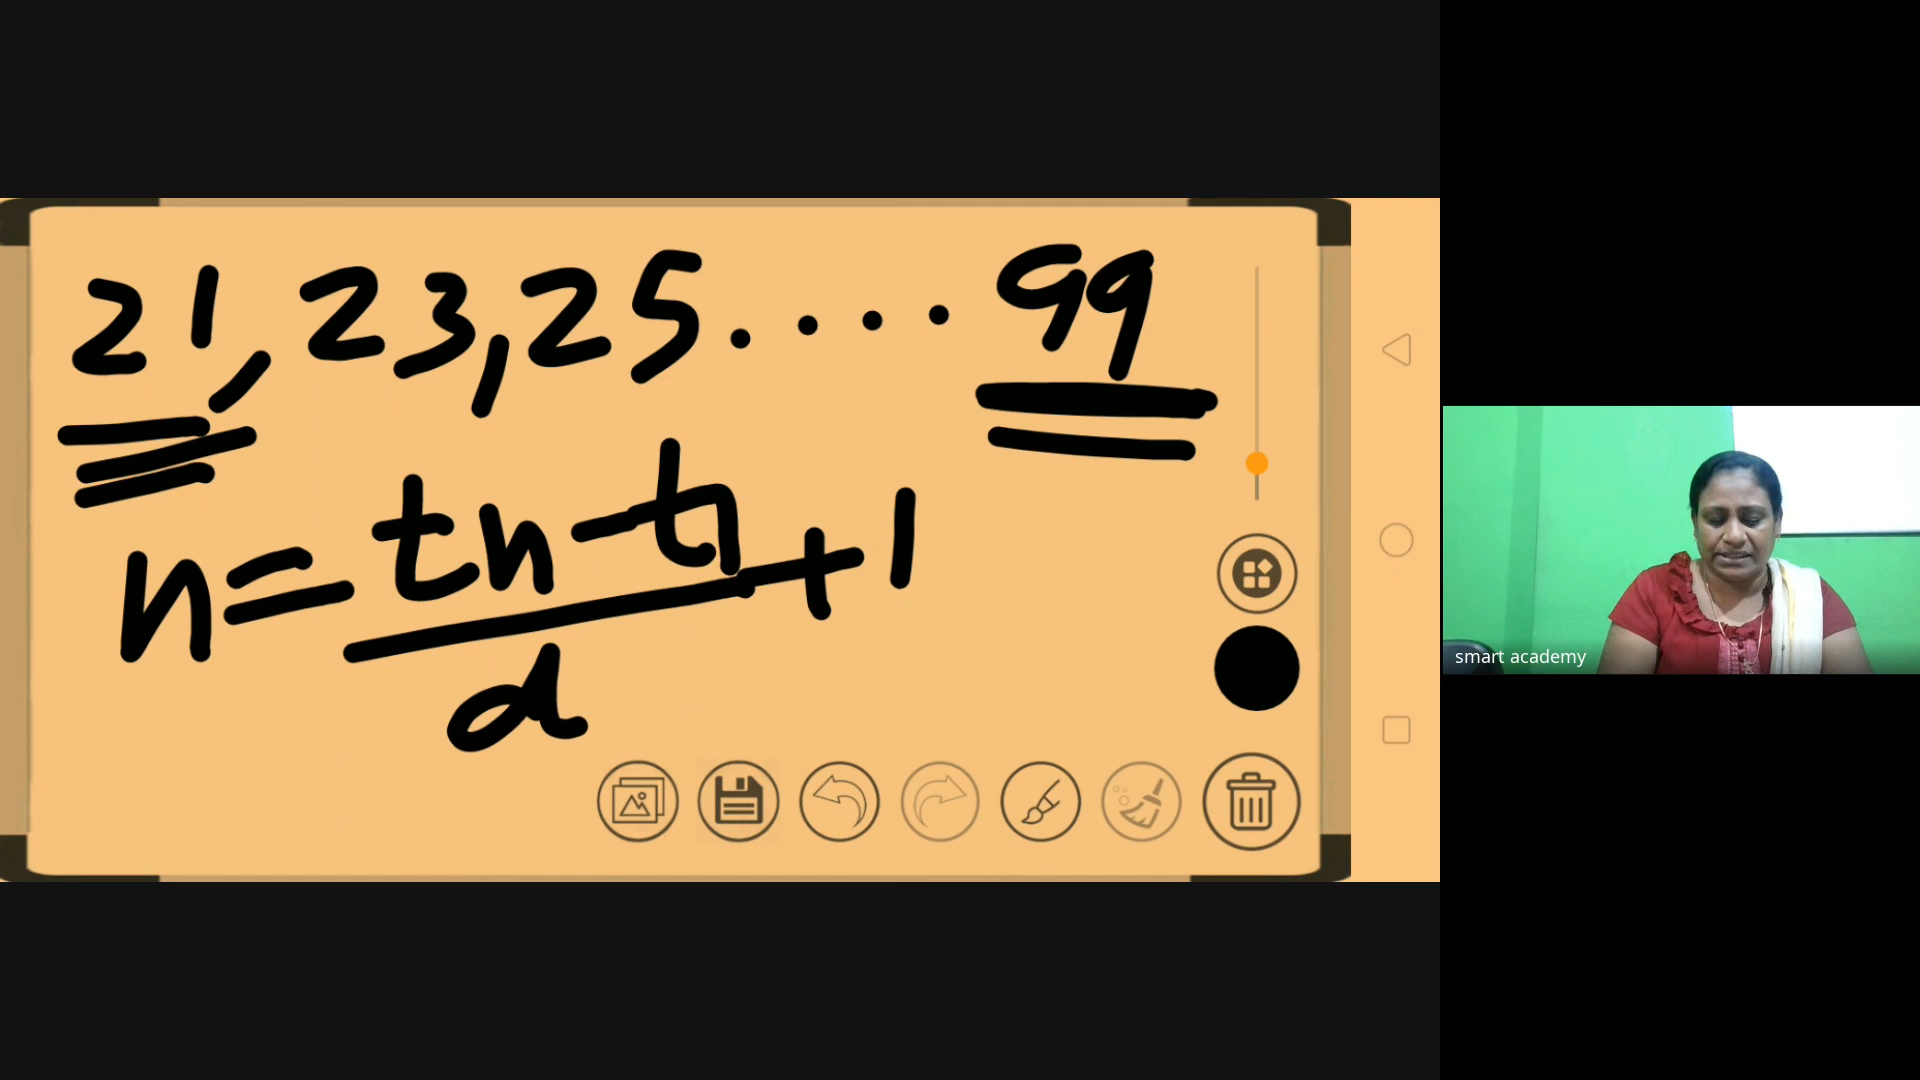 21, 23, 25.... 99
n = tn - t1 / d + 1
smart academy